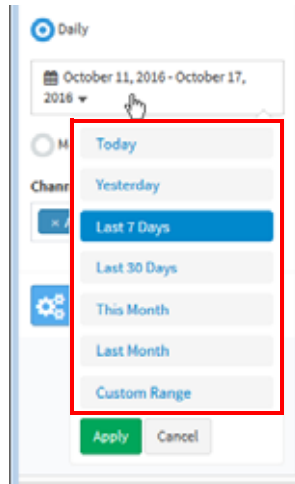 Daily
October 11, 2016 - October 17,
2016
M
Today
Chann
Yesterday
× A
Last 7 Days
Last 30 Days
This Month
Last Month
Custom Range
Apply Cancel